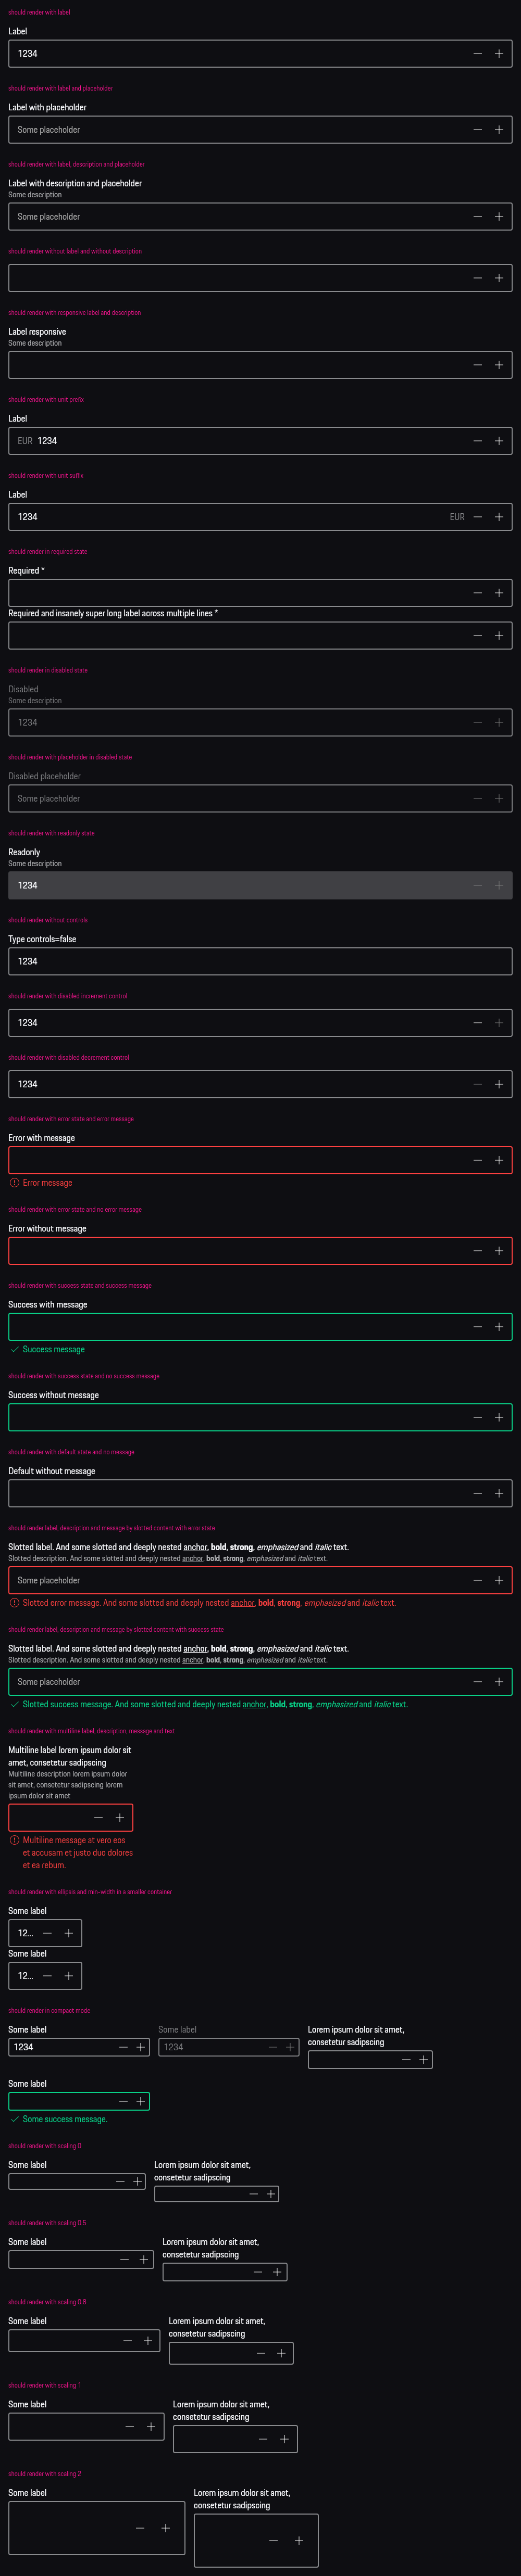 should render with label
Label
1234
should render with label and placeholder
Label with placeholder
Some placeholder
should render with label, description and placeholder
Label with description and placeholder
Some description
Some placeholder
should render without label and without description
should render with responsive label and description
Label responsive
Some description
should render with unit prefix
Label
EUR 1234
should render with unit suffix
Label
1234 EUR
should render in required state
Required *
Required and insanely super long label across multiple lines *
should render in disabled state
Disabled
Some description
1234
should render with placeholder in disabled state
Disabled placeholder
Some placeholder
should render with readonly state
Readonly
Some description
1234
should render without controls
Type controls=false
1234
should render with disabled increment control
1234
should render with disabled decrement control
1234
should render with error state and error message
Error with message
Error message
should render with error state and no error message
Error without message
should render with success state and success message
Success with message
Success message
should render with success state and no success message
Success without message
should render with default state and no message
Default without message
should render label, description and message by slotted content with error state
Slotted label. And some slotted and deeply nested anchor, bold, strong, emphasized and italic text.
Slotted description. And some slotted and deeply nested anchor, bold, strong, emphasized and italic text.
Some placeholder
Slotted error message. And some slotted and deeply nested anchor, bold, strong, emphasized and italic text.
should render label, description and message by slotted content with success state
Slotted label. And some slotted and deeply nested anchor, bold, strong, emphasized and italic text.
Slotted description. And some slotted and deeply nested anchor, bold, strong, emphasized and italic text.
Some placeholder
Slotted success message. And some slotted and deeply nested anchor, bold, strong, emphasized and italic text.
should render with multiline label, description, message and text
Multiline label lorem ipsum dolor sit
amet, consetetur sadipscing
Multiline description lorem ipsum dolor
sit amet, consetetur sadipscing lorem
ipsum dolor sit amet
Multiline message at vero eos
et accusam et justo duo dolores
et ea rebum.
should render with ellipsis and min-width in a smaller container
Some label
12...
Some label
12...
should render in compact mode
Some label
1234
Some label
1234
Lorem ipsum dolor sit amet,
consetetur sadipscing
Some label
Some success message.
should render with scaling 0
Some label
Lorem ipsum dolor sit amet,
consetetur sadipscing
should render with scaling 0.5
Some label
Lorem ipsum dolor sit amet,
consetetur sadipscing
should render with scaling 0.8
Some label
Lorem ipsum dolor sit amet,
consetetur sadipscing
should render with scaling 1
Some label
Lorem ipsum dolor sit amet,
consetetur sadipscing
should render with scaling 2
Some label
Lorem ipsum dolor sit amet,
consetetur sadipscing